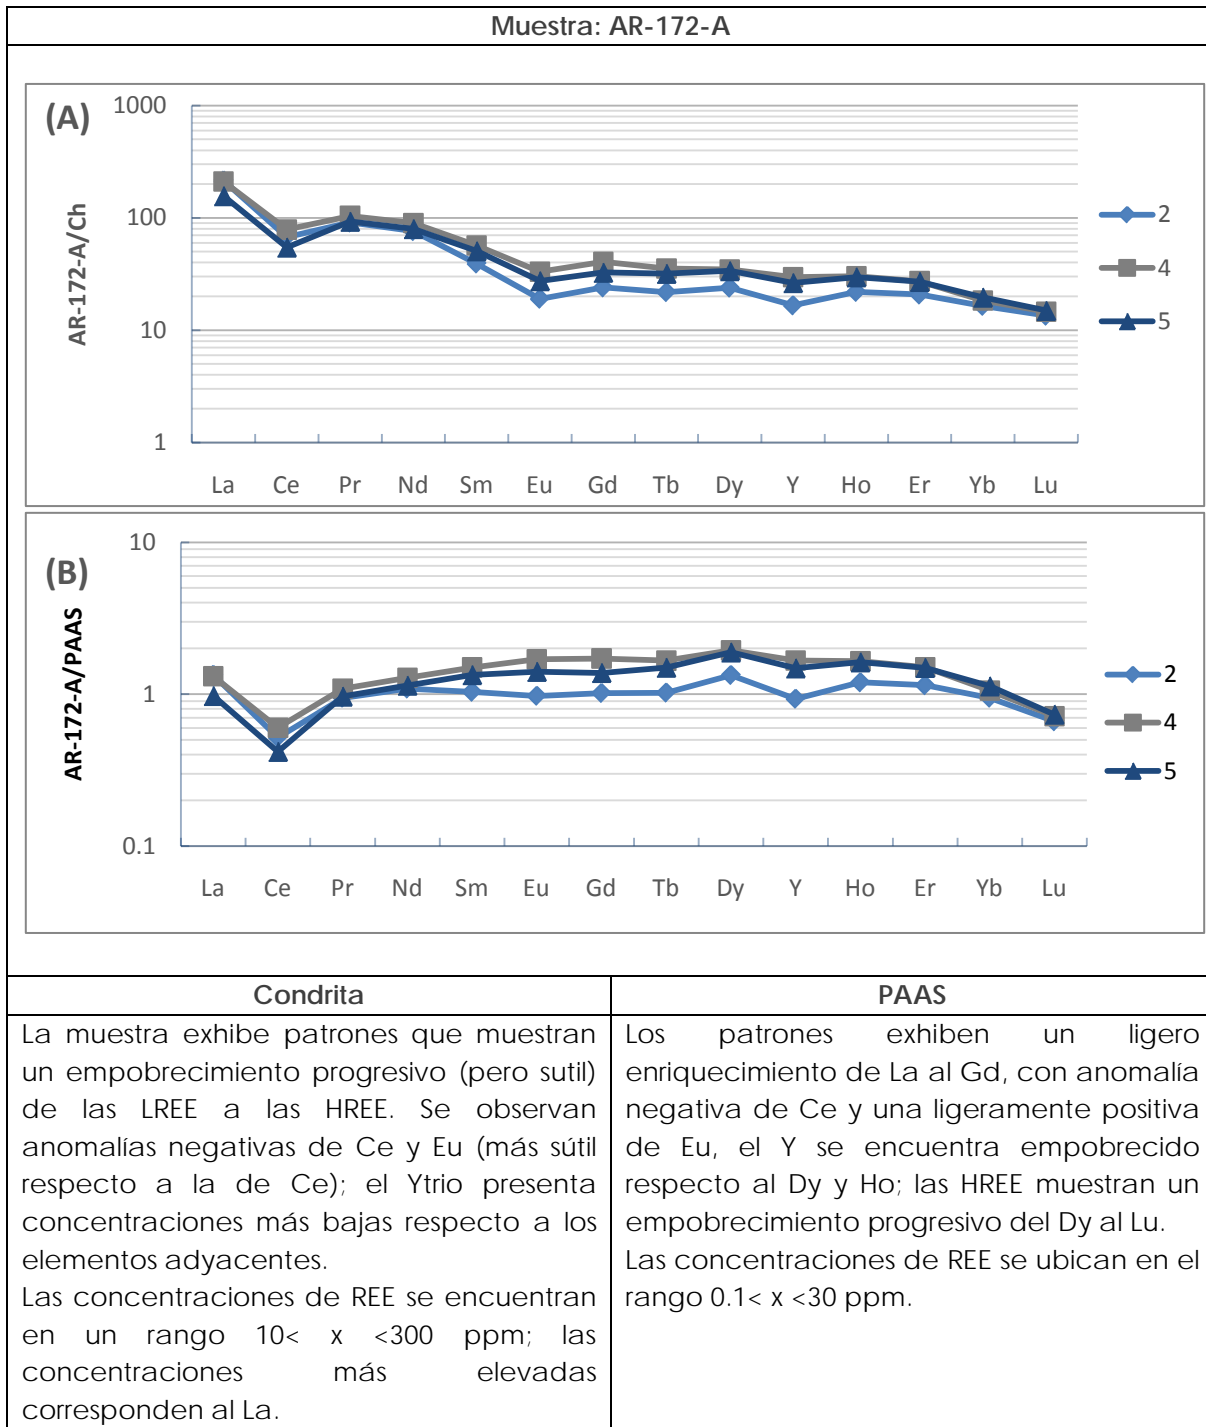 Muestra: AR-172-A
(A)
AR-172-A/Ch
1000
100
10
1
La Ce Pr Nd Sm Eu Gd Tb Dy Y Ho Er Yb Lu
2
4
5
(B)
AR-172-A/PAAS
10
1
0.1
La Ce Pr Nd Sm Eu Gd Tb Dy Y Ho Er Yb Lu
2
4
5
Condrita
La muestra exhibe patrones que muestran
un empobrecimiento progresivo (pero sutil)
de las LREE a las HREE. Se observan
anomalías negativas de Ce y Eu (más sútil
respecto a la de Ce); el Ytrio presenta
concentraciones más bajas respecto a los
elementos adyacentes.
Las concentraciones de REE se encuentran
en un rango 10< x <300 ppm; las
concentraciones más elevadas
corresponden al La.
PAAS
Los patrones exhiben un ligero
enriquecimiento de La al Gd, con anomalía
negativa de Ce y una ligeramente positiva
de Eu, el Y se encuentra empobrecido
respecto al Dy y Ho; las HREE muestran un
empobrecimiento progresivo del Dy al Lu.
Las concentraciones de REE se ubican en el
rango 0.1< x <30 ppm.